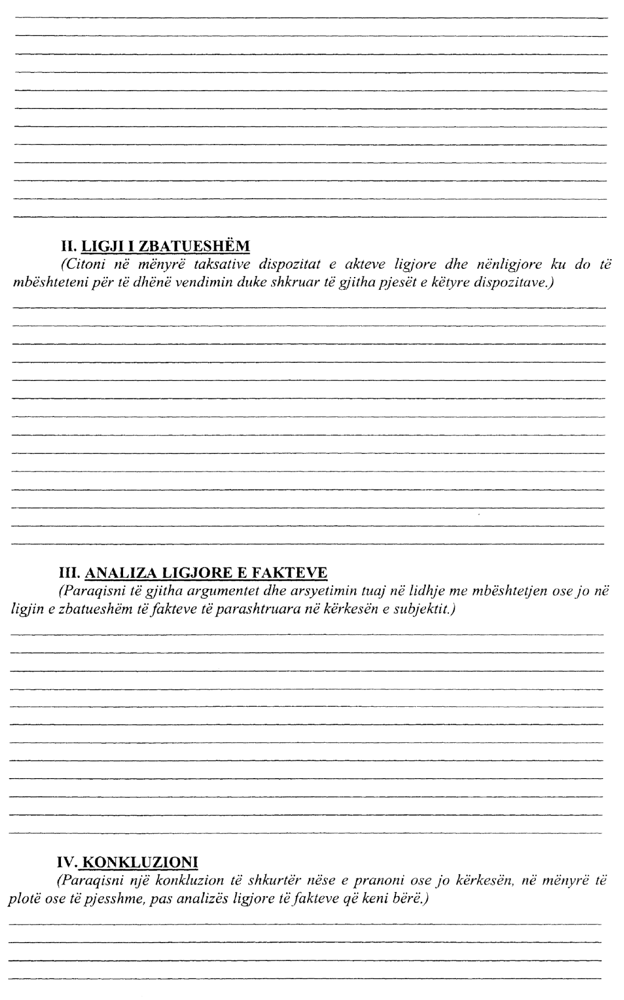 II. LIGJI I ZBATUESHËM
(Citoni në mënyrë taksative dispozitat e akteve ligjore dhe nënligjore ku do të
mbështeteni për të dhënë vendimin duke shkruar të gjitha pjesët e këtyre dispozitave.)
III. ANALIZA LIGJORE E FAKTEVE
(Paraqisni të gjitha argumentet dhe arsyetimin tuaj në lidhje me mbështetjen ose jo në
ligjin e zbatueshëm të fakteve të parashtruara në kërkesën e subjektit.)
IV. KONKLUZIONI
(Paraqisni një konkluzion të shkurtër nëse e pranoni ose jo kërkesën, në mënyrë të
plotë ose të pjesshme, pas analizës ligjore të fakteve që keni bërë.)